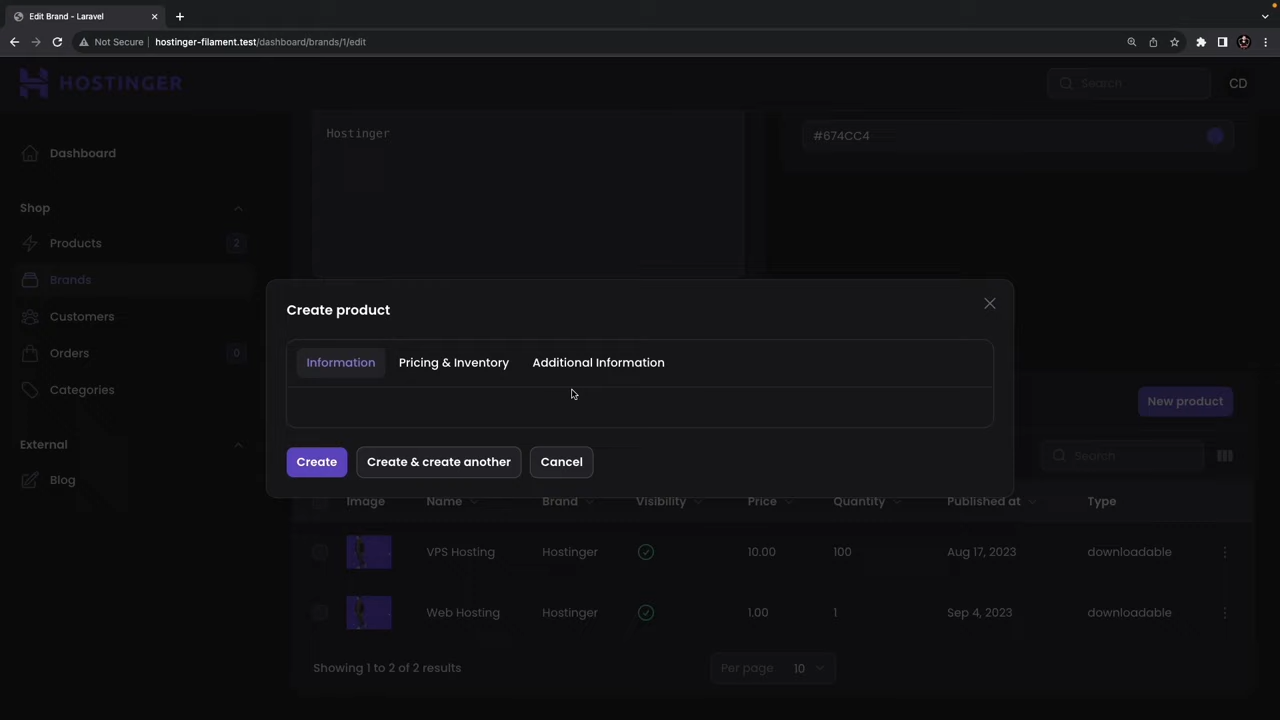 Edit Brand - Laravel
Not Secure
hostinger-filament.test/dashboard/brands/1/edit
HOSTINGER
Search
CD
Hostinger
#674CC4
Dashboard
Shop
Products
2
Brands
Customers
Orders
0
Categories
External
Blog
Create product
Information
Pricing & Inventory
Additional Information
Create
Create & create another
Cancel
New product
Search
Image Name Brand Visibility Price Quantity Published at Type
VPS Hosting Hostinger 10.00 100 Aug 17, 2023 downloadable
Web Hosting Hostinger 1.00 1 Sep 4, 2023 downloadable
Showing 1 to 2 of 2 results
Per page 10